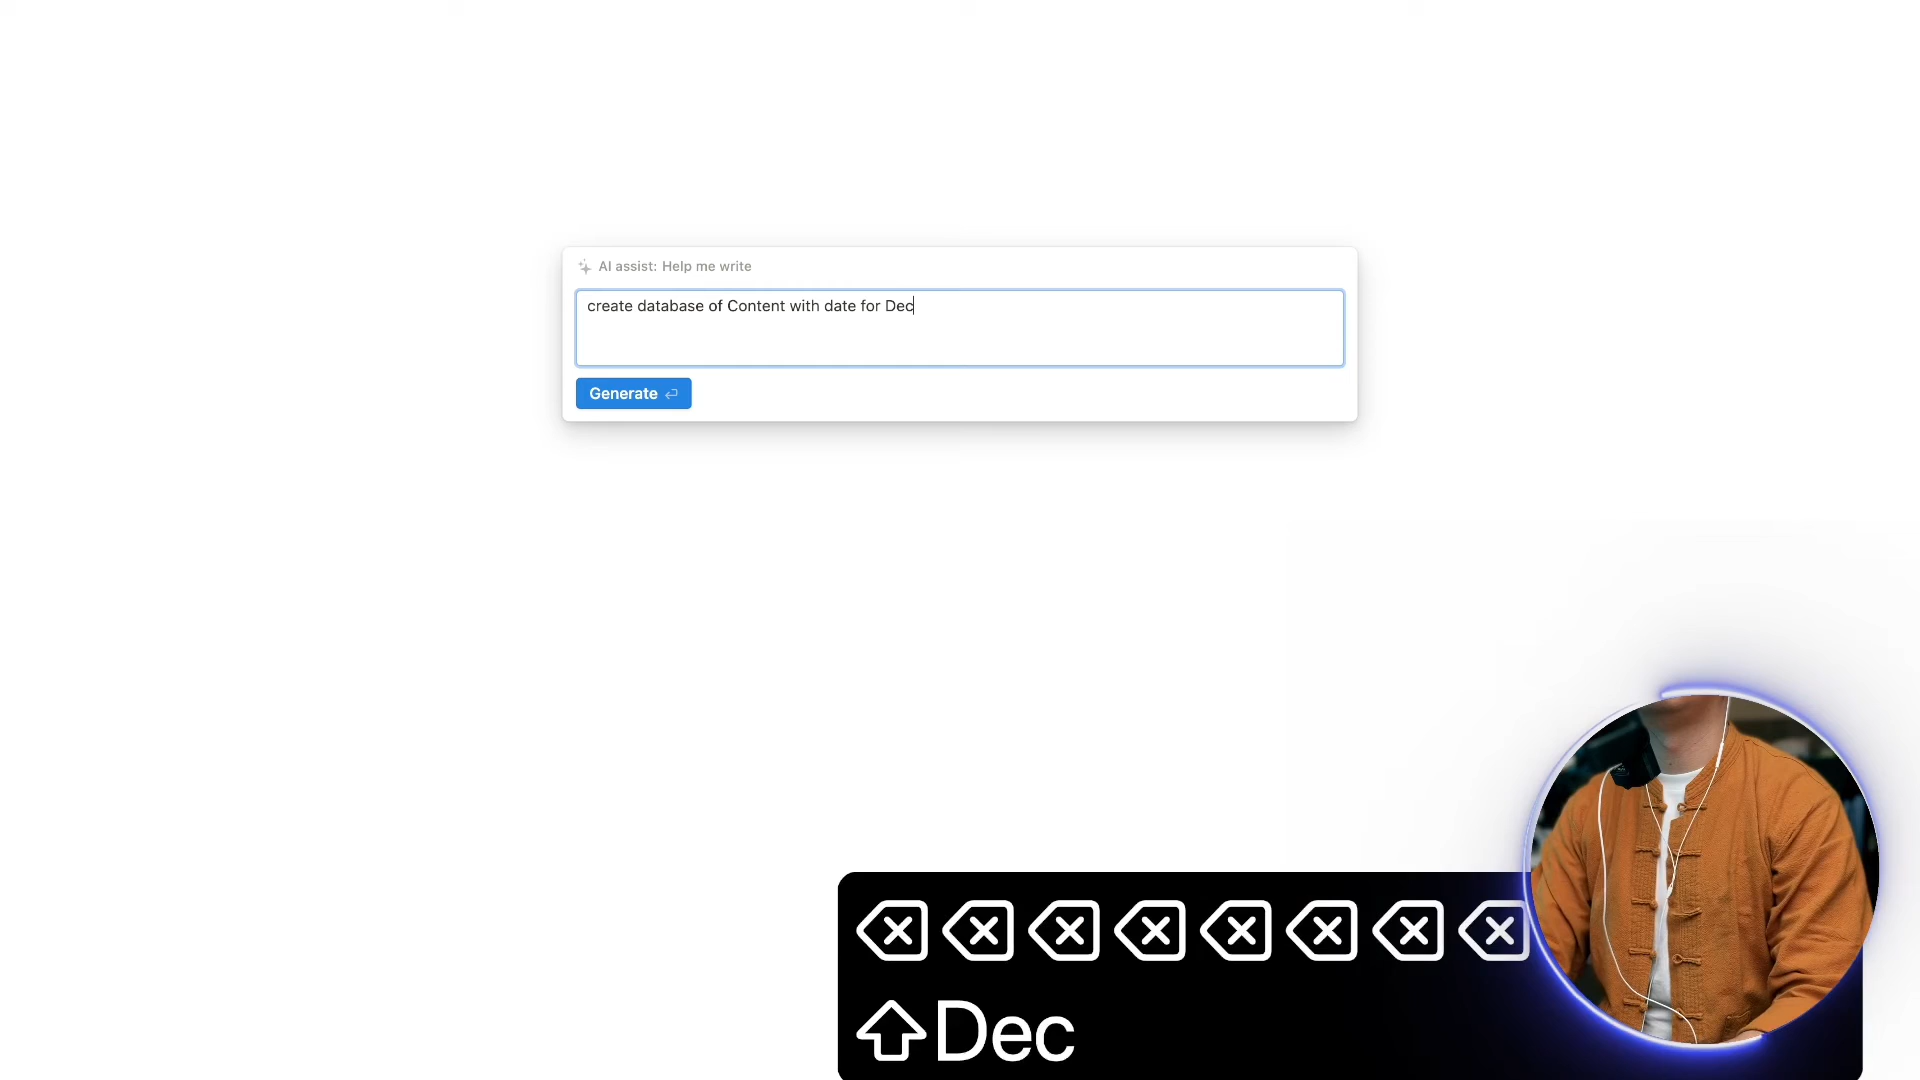 AI assist: Help me write
create database of Content with date for Dec
Generate
Dec